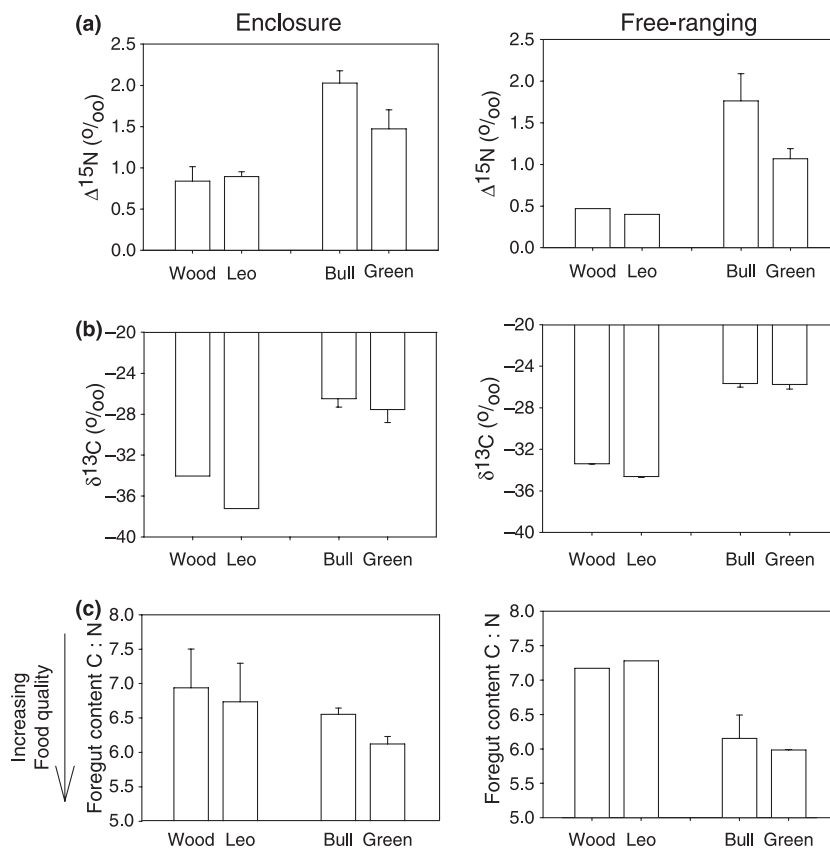 Enclosure
Free-ranging
(a)
Δ15N (o/oo)
2.5
2.0
1.5
1.0
0.5
0.0
Wood Leo Bull Green
Δ15N (o/oo)
2.5
2.0
1.5
1.0
0.5
0.0
Wood Leo Bull Green
(b)
δ13C (o/oo)
−20
−24
−28
−32
−36
−40
Wood Leo Bull Green
δ13C (o/oo)
−20
−24
−28
−32
−36
−40
Wood Leo Bull Green
(c)
Increasing
Food quality
Foregut content C : N
8.0
7.5
7.0
6.5
6.0
5.5
5.0
Wood Leo Bull Green
Foregut content C : N
8.0
7.5
7.0
6.5
6.0
5.5
5.0
Wood Leo Bull Green